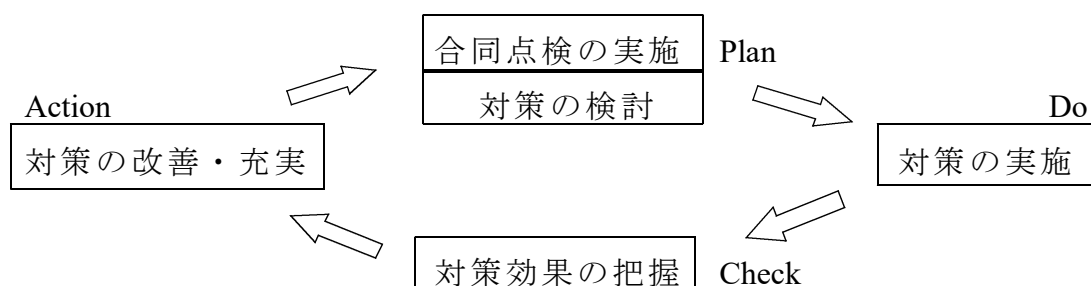 合同点検の実施
Plan
対策の検討
Action
Do
対策の改善・充実
対策の実施
対策効果の把握
Check